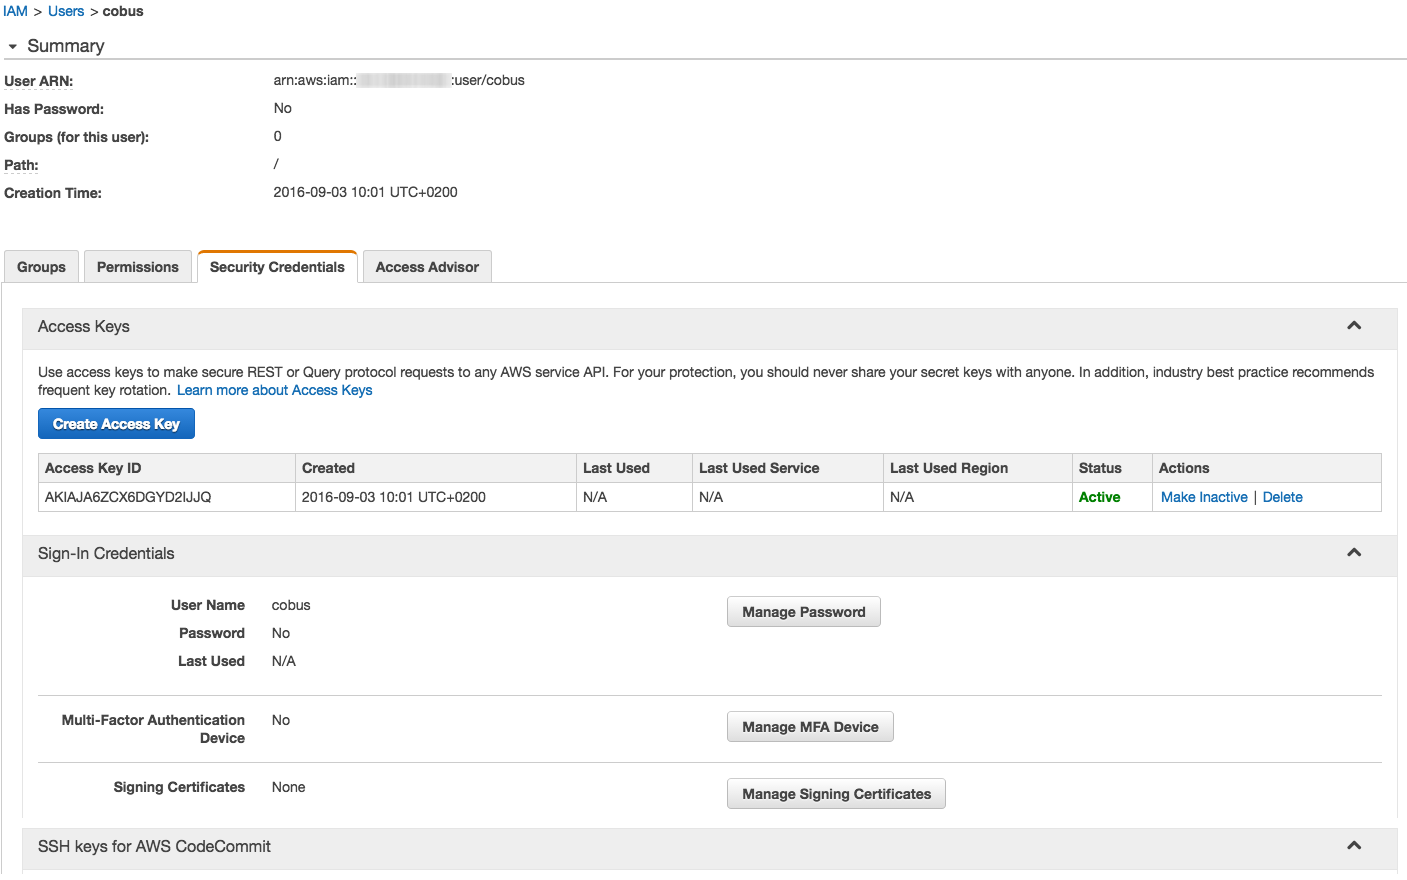 IAM > Users > cobus
Summary
User ARN: arn:aws:iam:: :user/cobus
Has Password: No
Groups (for this user): 0
Path: /
Creation Time: 2016-09-03 10:01 UTC+0200
Groups Permissions Security Credentials Access Advisor
Access Keys
Use access keys to make secure REST or Query protocol requests to any AWS service API. For your protection, you should never share your secret keys with anyone. In addition, industry best practice recommends
frequent key rotation. Learn more about Access Keys
Create Access Key
Access Key ID Created Last Used Last Used Service Last Used Region Status Actions
AKIAJA6ZCX6DGYD2IJJQ 2016-09-03 10:01 UTC+0200 N/A N/A N/A Active Make Inactive | Delete
Sign-In Credentials
User Name cobus Manage Password
Password No
Last Used N/A
Multi-Factor Authentication No Manage MFA Device
Device
Signing Certificates None Manage Signing Certificates
SSH keys for AWS CodeCommit